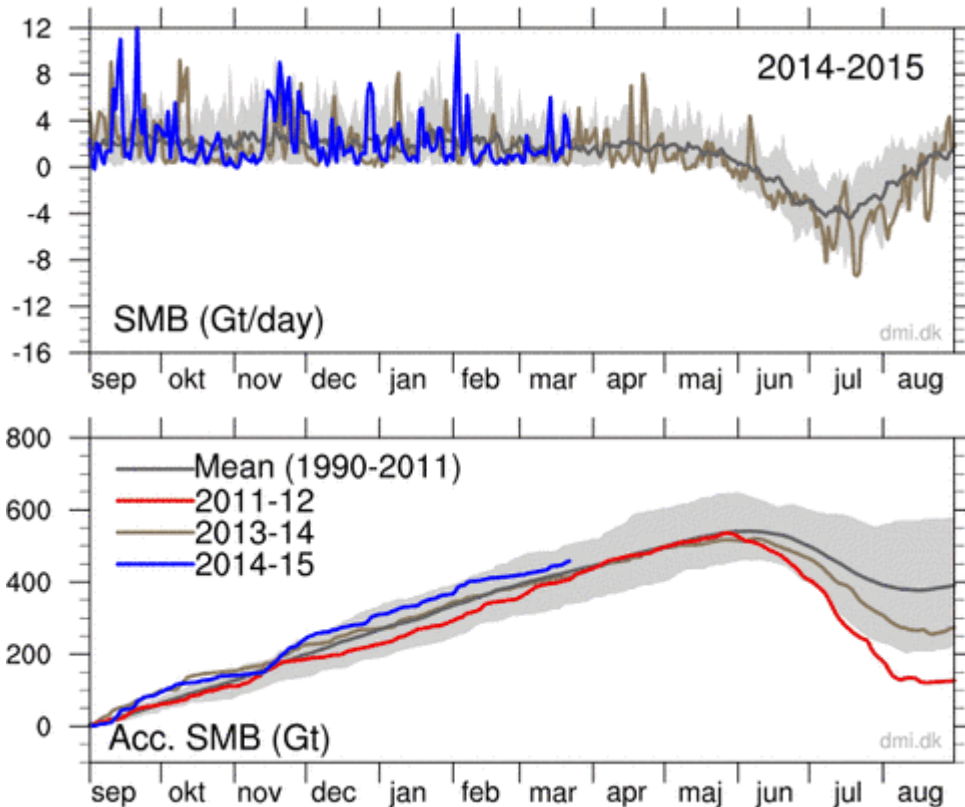 12
8
4
0
-4
-8
-12
-16
2014-2015
SMB (Gt/day)
dmi.dk
sep okt nov dec jan feb mar apr maj jun jul aug
800
600
400
200
0
Mean (1990-2011)
2011-12
2013-14
2014-15
Acc. SMB (Gt)
dmi.dk
sep okt nov dec jan feb mar apr maj jun jul aug